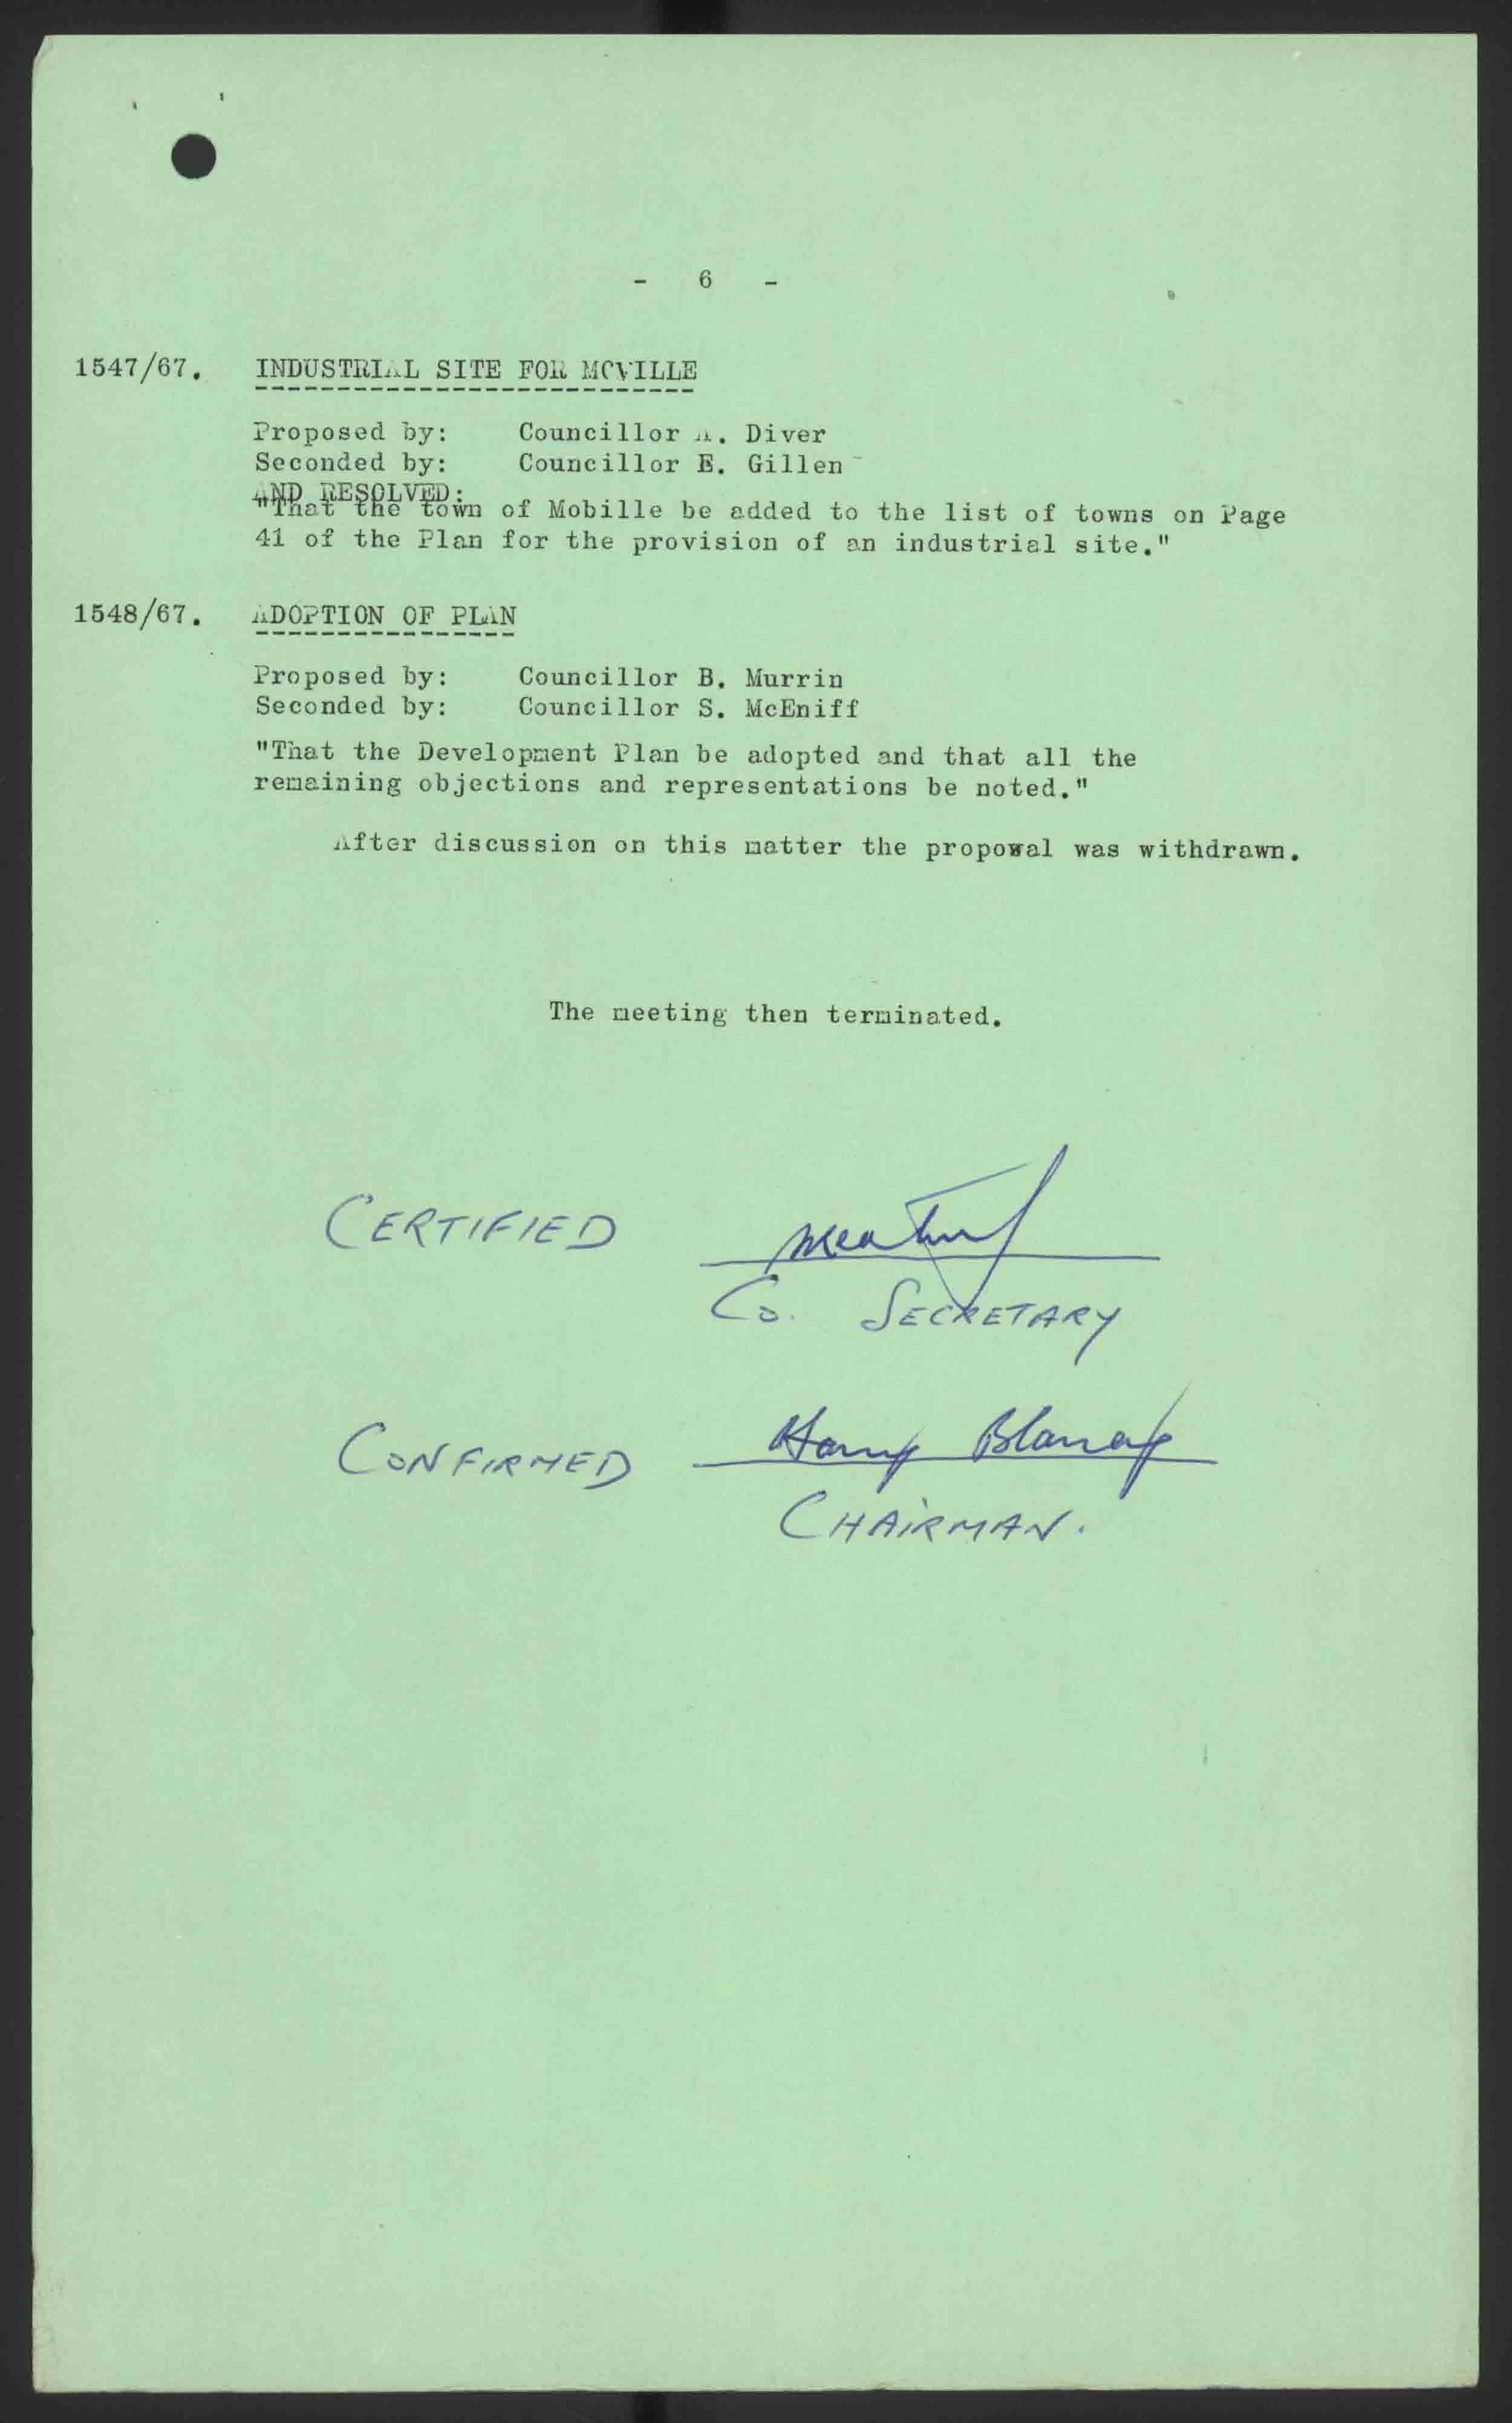 - 6 -
1547/67. INDUSTRIAL SITE FOR MOVILLE
Proposed by: Councillor A. Diver
Seconded by: Councillor E. Gillen
AND RESOLVED:
"That the town of Mobille be added to the list of towns on Page
41 of the Plan for the provision of an industrial site."
1548/67. ADOPTION OF PLAN
Proposed by: Councillor B. Murrin
Seconded by: Councillor S. McEniff
"That the Development Plan be adopted and that all the
remaining objections and representations be noted."
After discussion on this matter the propowal was withdrawn.
The meeting then terminated.
CERTIFIED
Co. SECRETARY
CONFIRMED Harry Blaney
CHAIRMAN.